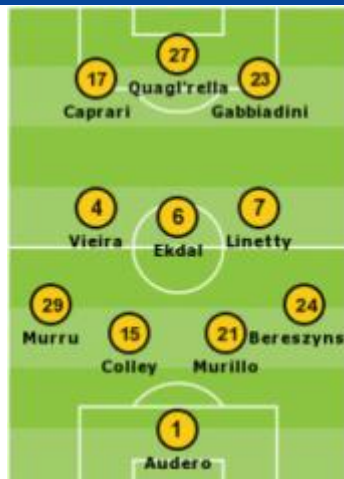 27
17
23
Quagl'rella
Caprari
Gabbiadini
4
6
7
Vieira
Ekdal
Linetty
29
24
15
21
Murru
Bereszyns
Colley
Murillo
1
Audero